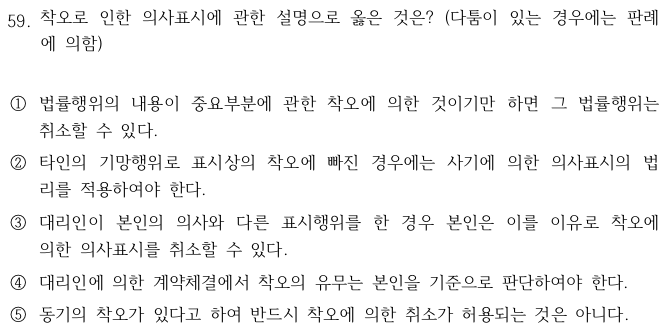 59. 착오로 인한 의사표시에 관한 설명으로 옳은 것은? (다툼이 있는 경우에는 판례
에 의함)
① 법률행위의 내용이 중요부분에 관한 착오에 의한 것이기만 하면 그 법률행위는
취소할 수 있다.
② 타인의 기망행위로 표시상의 착오에 빠진 경우에는 사기에 의한 의사표시의 법
리를 적용하여야 한다.
③ 대리인이 본인의 의사와 다른 표시행위를 한 경우 본인은 이를 이유로 착오에
의한 의사표시를 취소할 수 있다.
④ 대리인에 의한 계약체결에서 착오의 유무는 본인을 기준으로 판단하여야 한다.
⑤ 동기의 착오가 있다고 하여 반드시 착오에 의한 취소가 허용되는 것은 아니다.